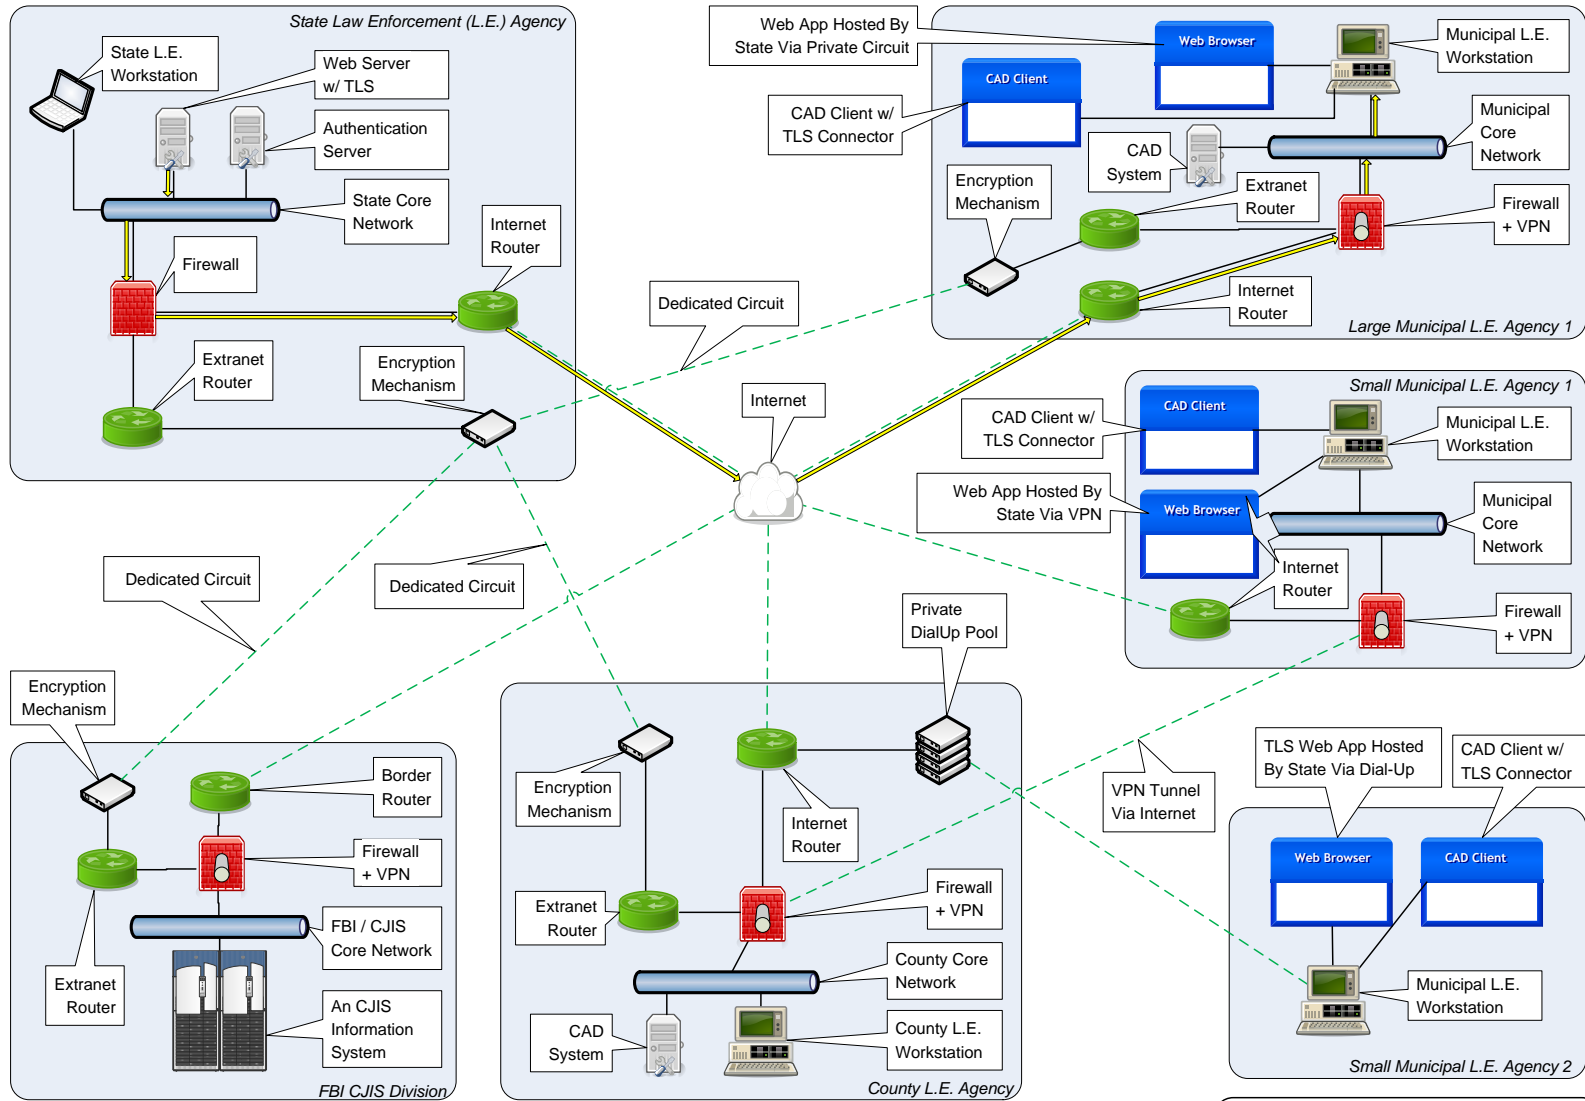 State Law Enforcement (L.E.) Agency
State L.E.
Workstation
Web Server
w/ TLS
Authentication
Server
State Core
Network
Internet
Router
Firewall
Extranet
Router
Encryption
Mechanism
Dedicated Circuit
Internet
Web App Hosted By
State Via Private Circuit
Web Browser
Municipal L.E.
Workstation
CAD Client
CAD Client w/
TLS Connector
Municipal
Core
Network
CAD
System
Encryption
Mechanism
Extranet
Router
Firewall
+ VPN
Internet
Router
Large Municipal L.E. Agency 1
Small Municipal L.E. Agency 1
CAD Client
CAD Client w/
TLS Connector
Municipal L.E.
Workstation
Web App Hosted By
State Via VPN
Web Browser
Municipal
Core
Network
Internet
Router
Firewall
+ VPN
Dedicated Circuit
Dedicated Circuit
Private
DialUp Pool
Encryption
Mechanism
Border
Router
Firewall
+ VPN
FBI / CJIS
Core Network
Extranet
Router
An CJIS
Information
System
FBI CJIS Division
Encryption
Mechanism
Internet
Router
Extranet
Router
Firewall
+ VPN
County Core
Network
CAD
System
County L.E.
Workstation
County L.E. Agency
VPN Tunnel
Via Internet
TLS Web App Hosted
By State Via Dial-Up
CAD Client w/
TLS Connector
Web Browser
CAD Client
Municipal L.E.
Workstation
Small Municipal L.E. Agency 2